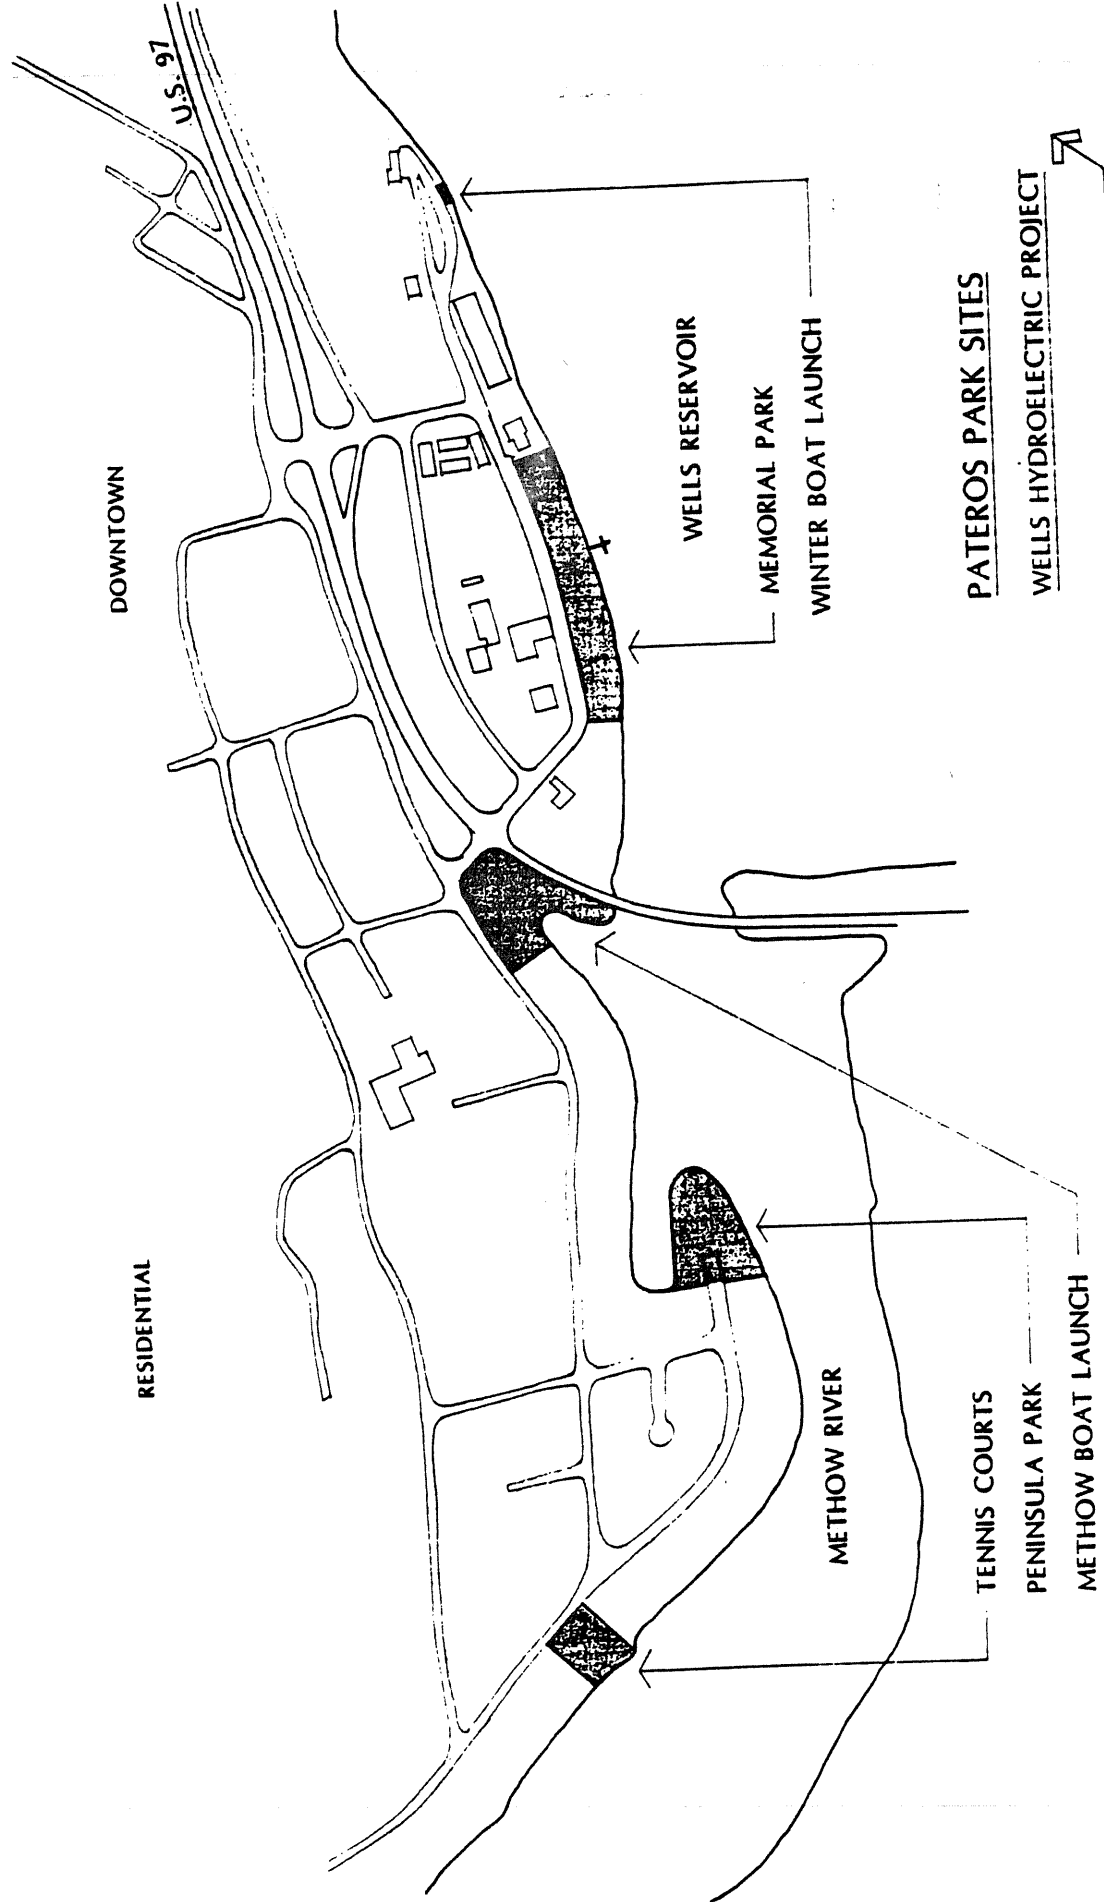 RESIDENTIAL
DOWNTOWN
U.S. 97
METHOW RIVER
WELLS RESERVOIR
TENNIS COURTS
PENINSULA PARK
METHOW BOAT LAUNCH
MEMORIAL PARK
WINTER BOAT LAUNCH
PATEROS PARK SITES
WELLS HYDROELECTRIC PROJECT